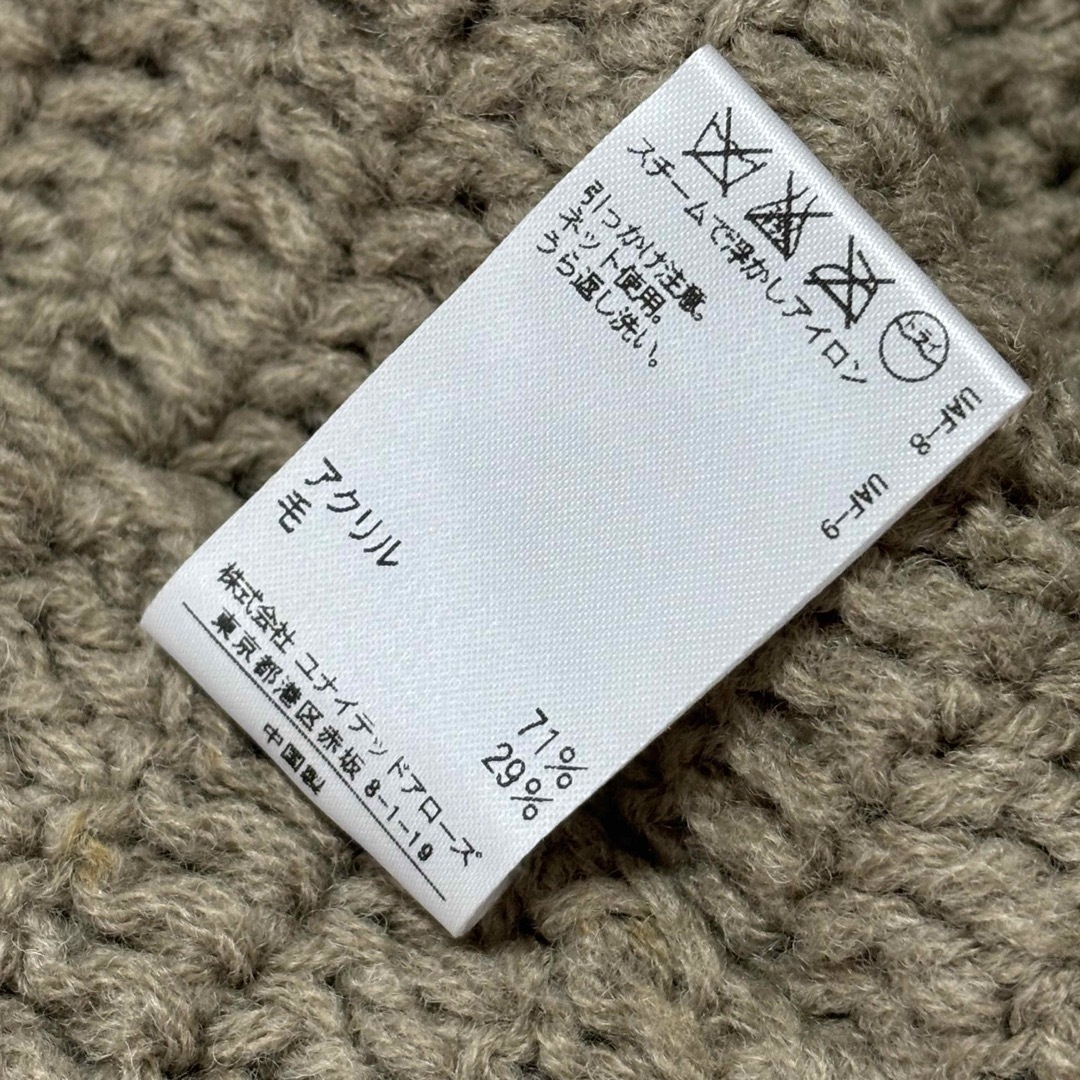 ドライ
スチームで浮かしアイロン
引っかけ注意。
ネット使用。
うら返し洗い。
UAF-8
UAF-9
アクリル 71%
毛 29%
株式会社 ユナイテッドアローズ
東京都港区赤坂 8-1-19
中国製